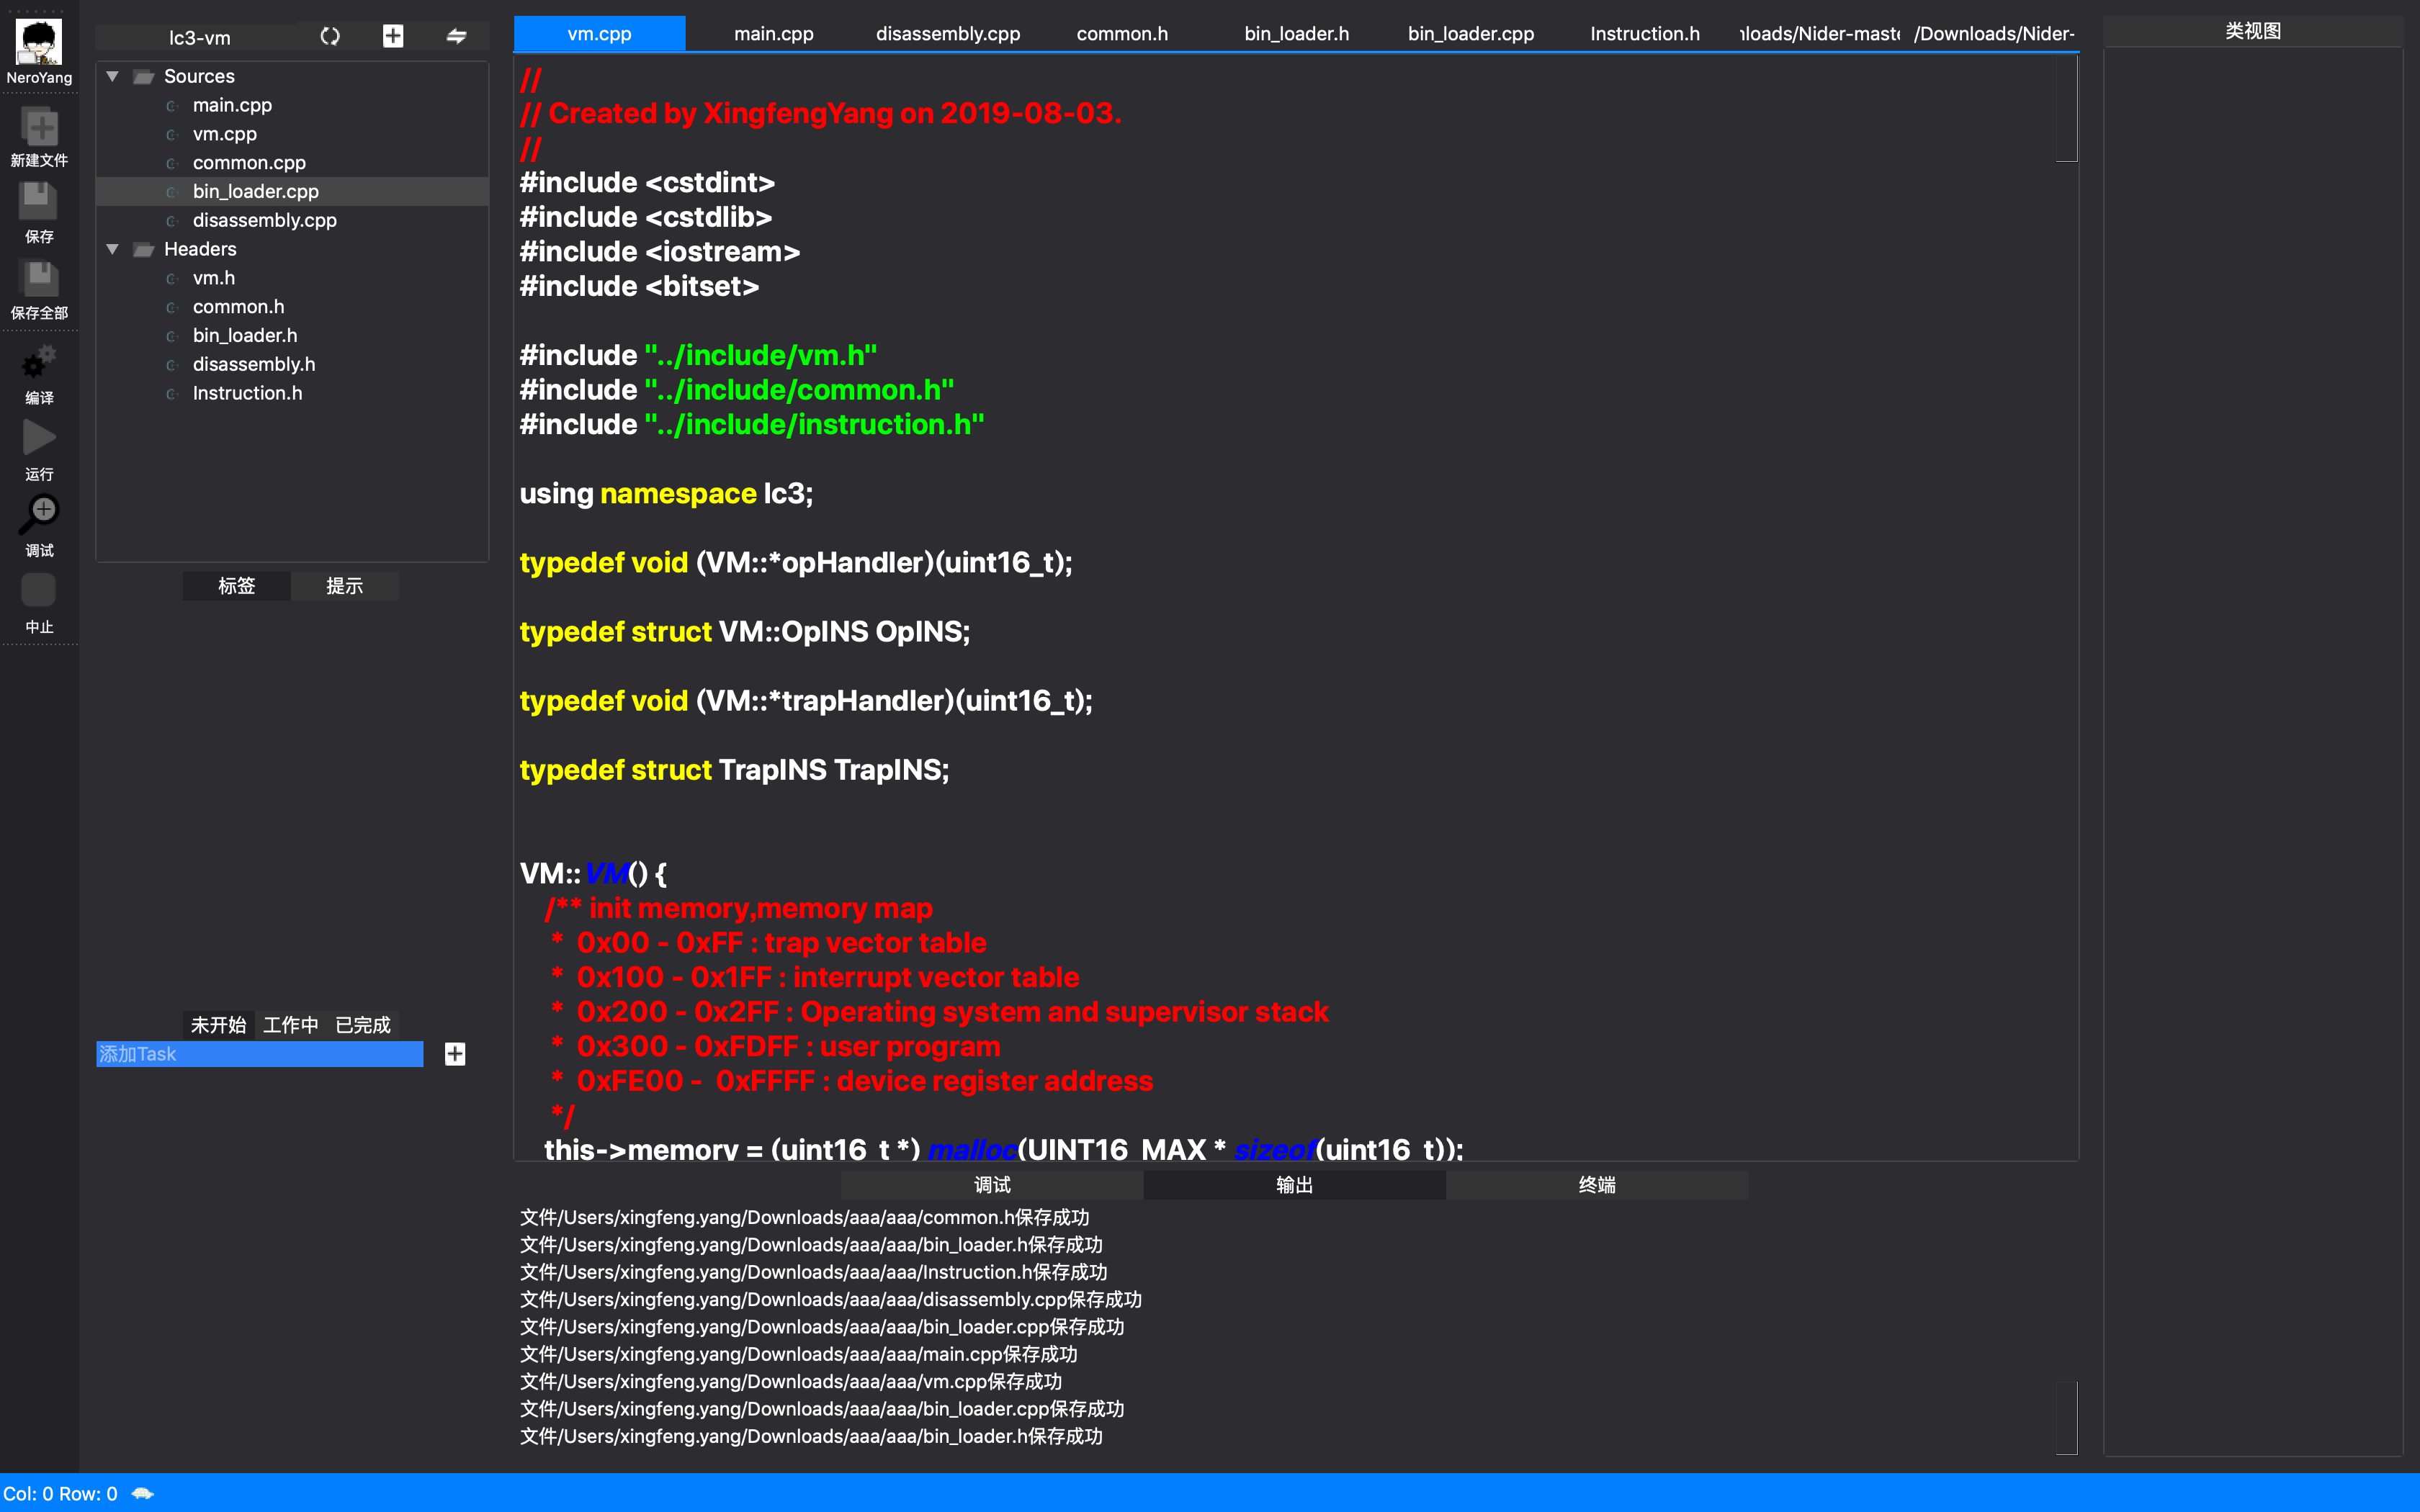 NeroYang
新建文件
保存
保存全部
编译
运行
调试
中止
lc3-vm
Sources
main.cpp
vm.cpp
common.cpp
bin_loader.cpp
disassembly.cpp
Headers
vm.h
common.h
bin_loader.h
disassembly.h
Instruction.h
标签 提示
未开始 工作中 已完成
添加Task
vm.cpp main.cpp disassembly.cpp common.h bin_loader.h bin_loader.cpp Instruction.h loads/Nider-maste /Downloads/Nider-
//
// Created by XingfengYang on 2019-08-03.
//
#include <cstdint>
#include <cstdlib>
#include <iostream>
#include <bitset>
#include "../include/vm.h"
#include "../include/common.h"
#include "../include/instruction.h"
using namespace lc3;
typedef void (VM::*opHandler)(uint16_t);
typedef struct VM::OpINS OpINS;
typedef void (VM::*trapHandler)(uint16_t);
typedef struct TrapINS TrapINS;
VM::VM() {
/** init memory,memory map
* 0x00 - 0xFF : trap vector table
* 0x100 - 0x1FF : interrupt vector table
* 0x200 - 0x2FF : Operating system and supervisor stack
* 0x300 - 0xFDFF : user program
* 0xFE00 - 0xFFFF : device register address
*/
this->memory = (uint16_t *) malloc(UINT16_MAX * sizeof(uint16_t));
调试 输出 终端
文件/Users/xingfeng.yang/Downloads/aaa/aaa/common.h保存成功
文件/Users/xingfeng.yang/Downloads/aaa/aaa/bin_loader.h保存成功
文件/Users/xingfeng.yang/Downloads/aaa/aaa/Instruction.h保存成功
文件/Users/xingfeng.yang/Downloads/aaa/aaa/disassembly.cpp保存成功
文件/Users/xingfeng.yang/Downloads/aaa/aaa/bin_loader.cpp保存成功
文件/Users/xingfeng.yang/Downloads/aaa/aaa/main.cpp保存成功
文件/Users/xingfeng.yang/Downloads/aaa/aaa/vm.cpp保存成功
文件/Users/xingfeng.yang/Downloads/aaa/aaa/bin_loader.cpp保存成功
文件/Users/xingfeng.yang/Downloads/aaa/aaa/bin_loader.h保存成功
类视图
Col: 0 Row: 0